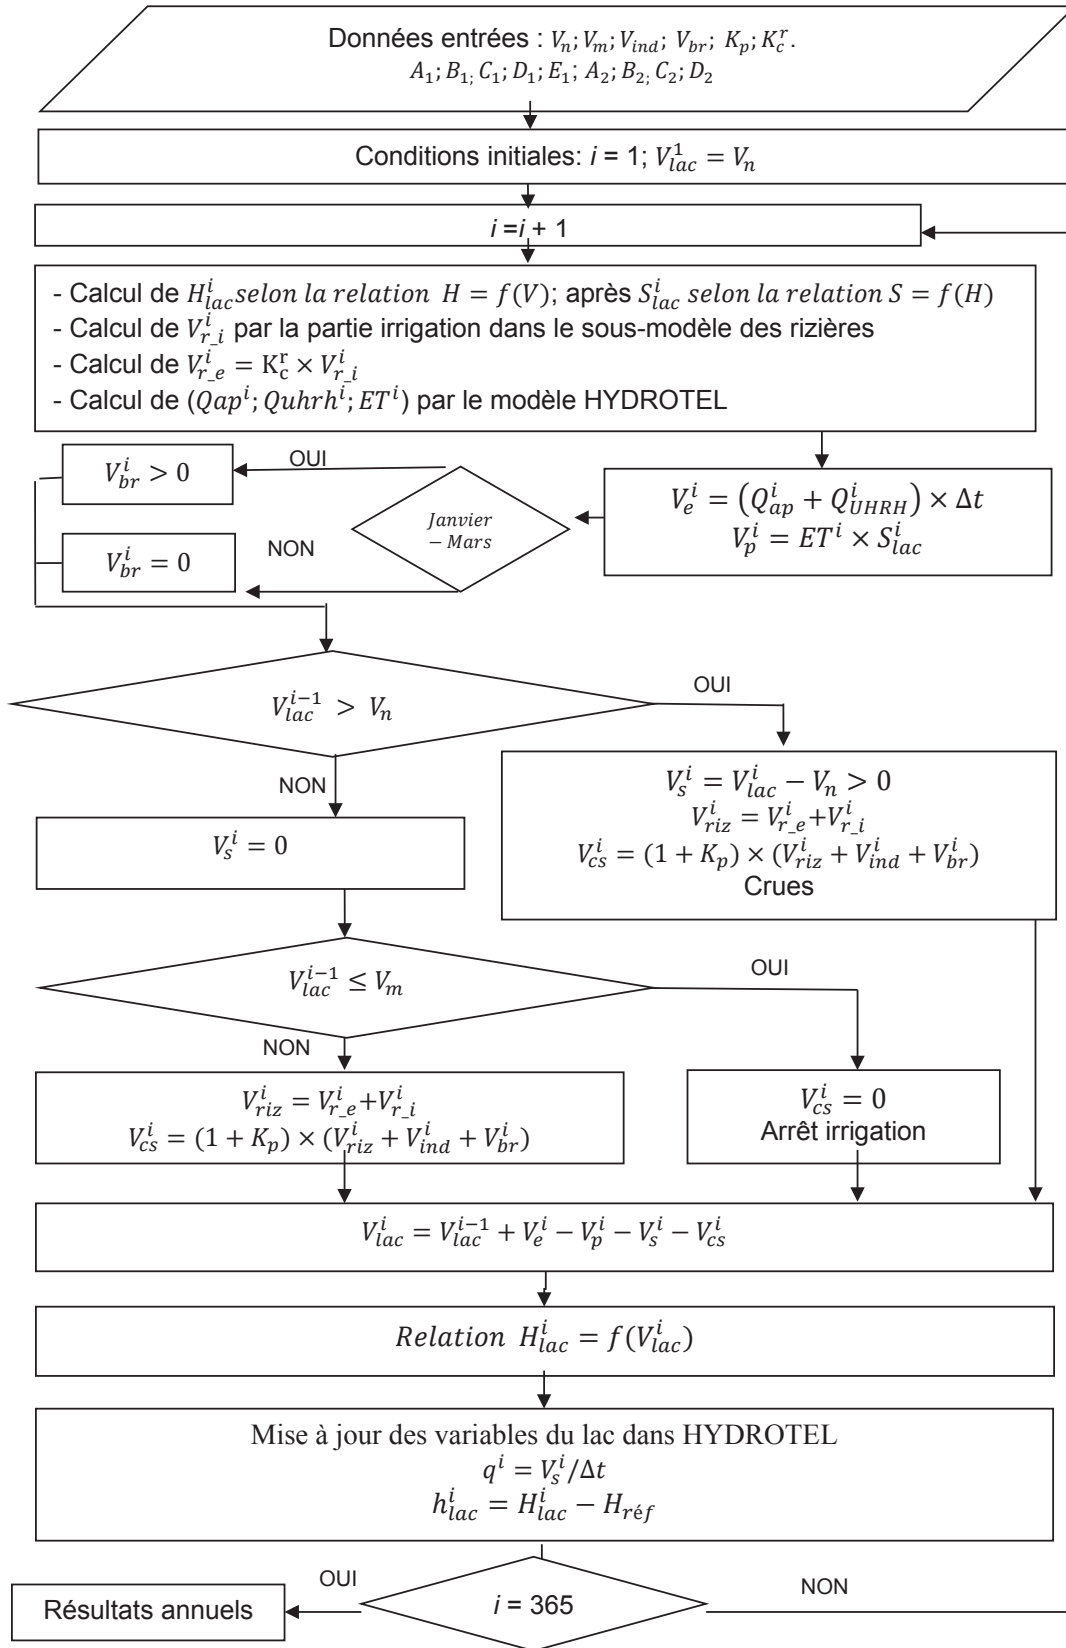 Données entrées : V_n; V_m; V_ind; V_br; K_p; K_c^r.
A_1; B_1; C_1; D_1; E_1; A_2; B_2; C_2; D_2
Conditions initiales: i = 1; V_lac^1 = V_n
i =i + 1
- Calcul de H_lac^i selon la relation H = f(V); après S_lac^i selon la relation S = f(H)
- Calcul de V_r_i^i par la partie irrigation dans le sous-modèle des rizières
- Calcul de V_r_e^i = K_c^r × V_r_i^i
- Calcul de (Qap^i; Quhrh^i; ET^i) par le modèle HYDROTEL
V_br^i > 0
OUI
Janvier
– Mars
V_e^i = (Q_ap^i + Q_UHRH^i) × Δt
V_p^i = ET^i × S_lac^i
NON
V_br^i = 0
V_lac^{i−1} > V_n
OUI
NON
V_s^i = V_lac^i − V_n > 0
V_riz^i = V_r_e^i+V_r_i^i
V_cs^i = (1 + K_p) × (V_riz^i + V_ind^i + V_br^i)
Crues
V_s^i = 0
V_lac^{i−1} ≤ V_m
OUI
NON
V_riz^i = V_r_e^i+V_r_i^i
V_cs^i = (1 + K_p) × (V_riz^i + V_ind^i + V_br^i)
V_cs^i = 0
Arrêt irrigation
V_lac^i = V_lac^{i−1} + V_e^i − V_p^i − V_s^i − V_cs^i
Relation H_lac^i = f(V_lac^i)
Mise à jour des variables du lac dans HYDROTEL
q^i = V_s^i/Δt
h_lac^i = H_lac^i − H_réf
OUI
NON
i = 365
Résultats annuels